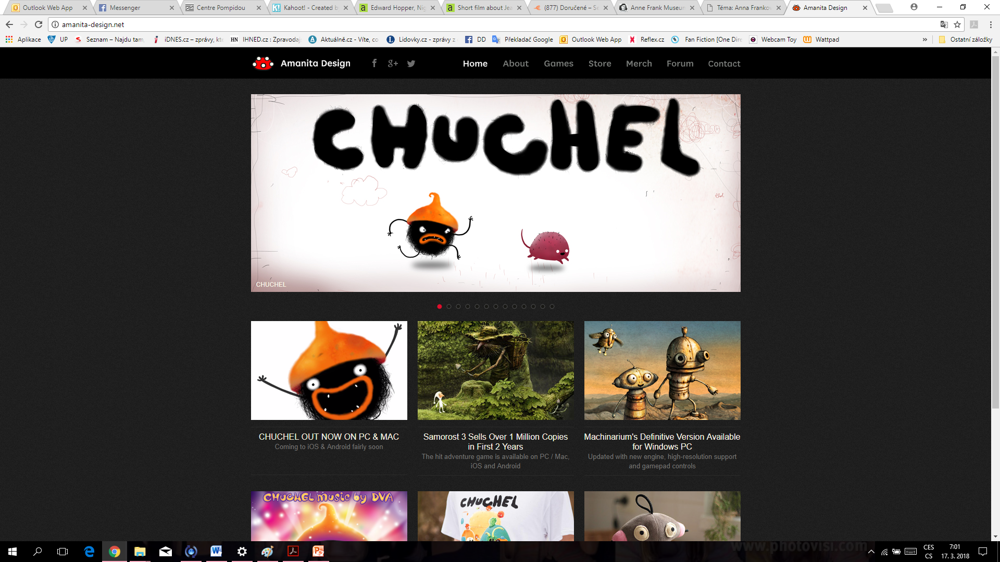 Outlook Web App
Messenger
Centre Pompidou
Kahoot! - Created b
Edward Hopper, Nig
Short film about Jea
(877) Doručené – Se
Anne Frank Museum
Téma: Anna Frankov
Amanita Design
amanita-design.net
Aplikace
UP
Seznam – Najdu tam
iDNES.cz – zprávy, kte
IHNED.cz : Zpravodaj
Aktuálně.cz - Víte, co
Lidovky.cz - zprávy z
DD
Překladač Google
Outlook Web App
Reflex.cz
Fan Fiction [One Dire
Webcam Toy
Wattpad
»
Ostatní záložky
Amanita Design
Home
About
Games
Store
Merch
Forum
Contact
CHUCHEL
CHUCHEL
CHUCHEL OUT NOW ON PC & MAC
Coming to iOS & Android fairly soon
Samorost 3 Sells Over 1 Million Copies
in First 2 Years
The hit adventure game is available on PC / Mac,
iOS and Android
Machinarium's Definitive Version Available
for Windows PC
Updated with new engine, high-resolution support
and gamepad controls
CHUCHEL music by DVA
CHUCHEL
www.photovisi.com
CES
CS
7:01
17. 3. 2018